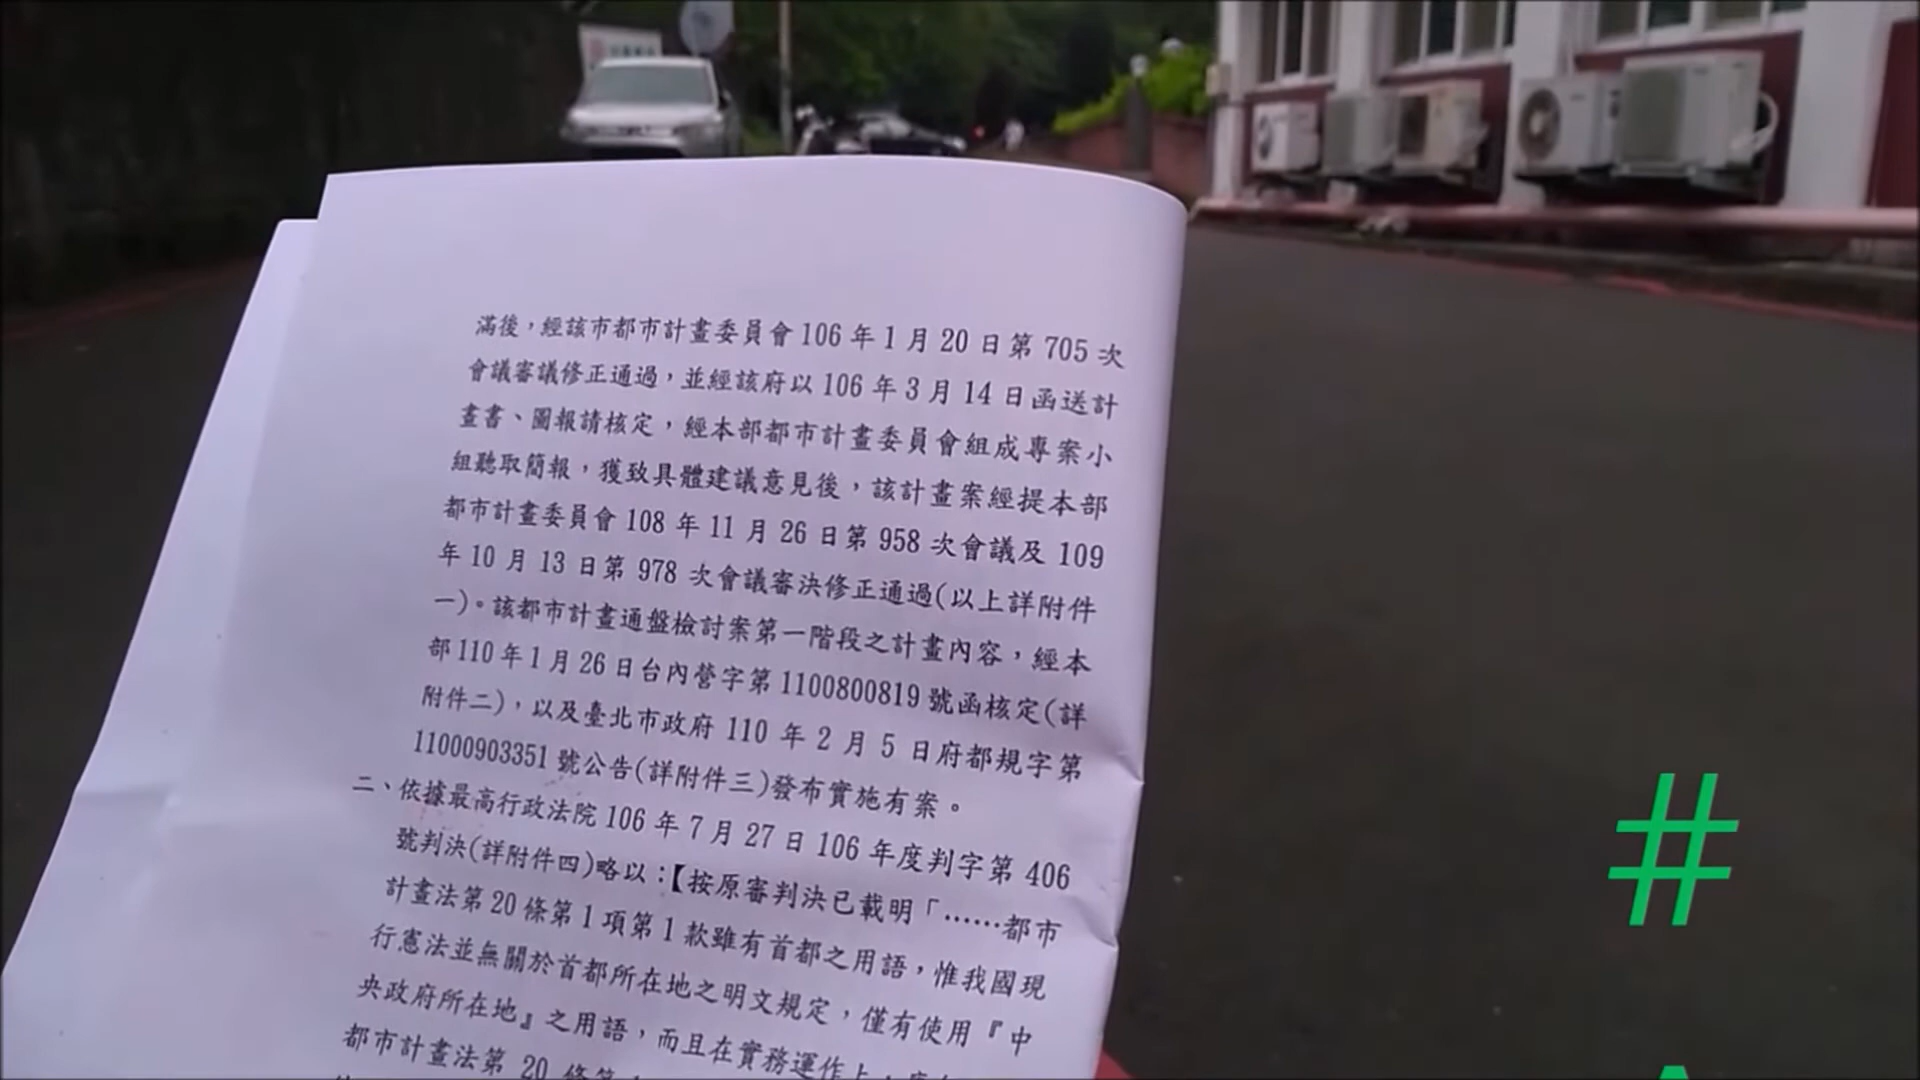 滿後，經該市都市計畫委員會106年1月20日第705次
會議審議修正通過，並經該府以106年3月14日函送計
畫書、圖報請核定，經本部都市計畫委員會組成專案小
組聽取簡報，獲致具體建議意見後，該計畫案經提本部
都市計畫委員會108年11月26日第958次會議及109
年10月13日第978次會議審決修正通過(以上詳附件
一)。該都市計畫通盤檢討案第一階段之計畫內容，經本
部110年1月26日台內營字第1100800819號函核定(詳
附件二)，以及臺北市政府110年2月5日府都規字第
11000903351號公告(詳附件三)發布實施有案。
二、依據最高行政法院106年7月27日106年度判字第406
號判決(詳附件四)略以：【按原審判決已載明「……都市
計畫法第20條第1項第1款雖有首都之用語，惟我國現
行憲法並無關於首都所在地之明文規定，僅有使用『中
央政府所在地』之用語，而且在實務運作上，
都市計畫法第20條第
#